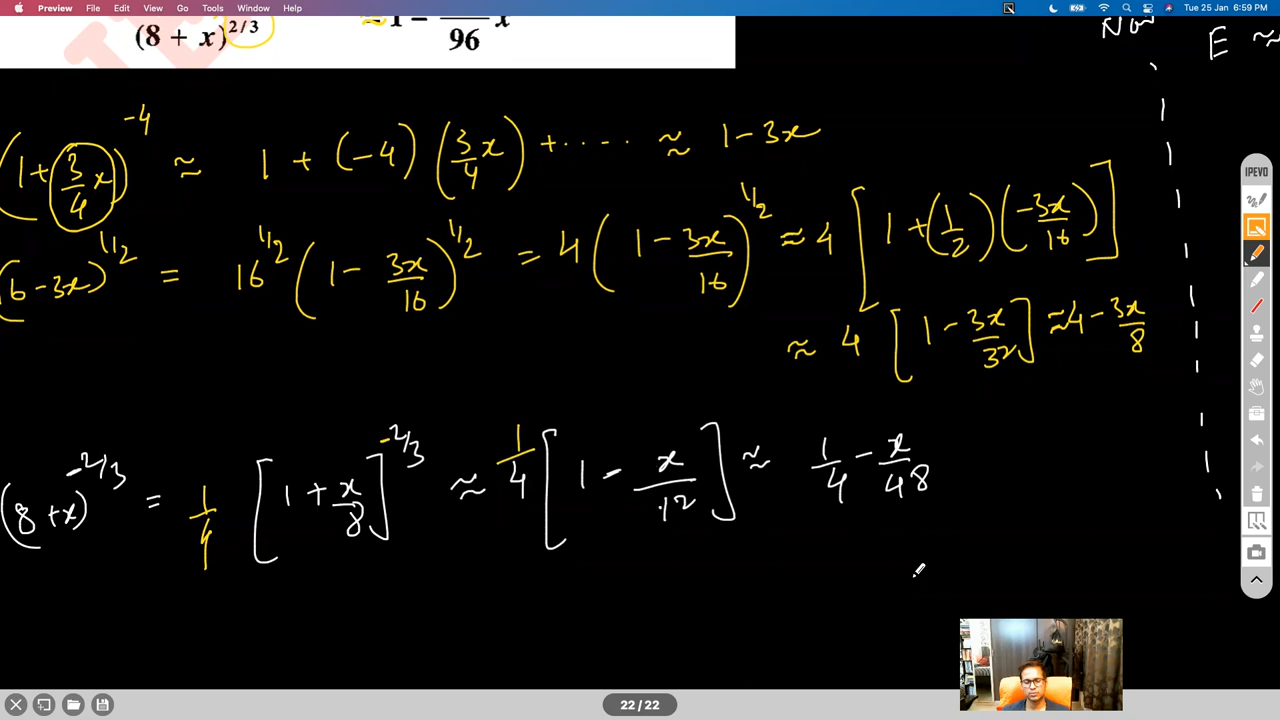 Preview File Edit View Go Tools Window Help Tue 25 Jan 6:59 PM
(8 + x)^{2/3} 96 x
Now E ≈
(1 + 3/4 x)^{-4} ≈ 1 + (-4) (3/4 x) + ..... ≈ 1 - 3x
(6 - 3x)^{1/2} = 16^{1/2} (1 - 3x/16)^{1/2} = 4 (1 - 3x/16)^{1/2} ≈ 4 [1 + (1/2) (-3x/16)]
≈ 4 [1 - 3x/32] ≈ 4 - 3x/8
(8 + x)^{-2/3} = 1/4 [1 + x/8]^{-2/3} ≈ 1/4 [1 - x/12] ≈ 1/4 - x/48
IPEVO
22 / 22